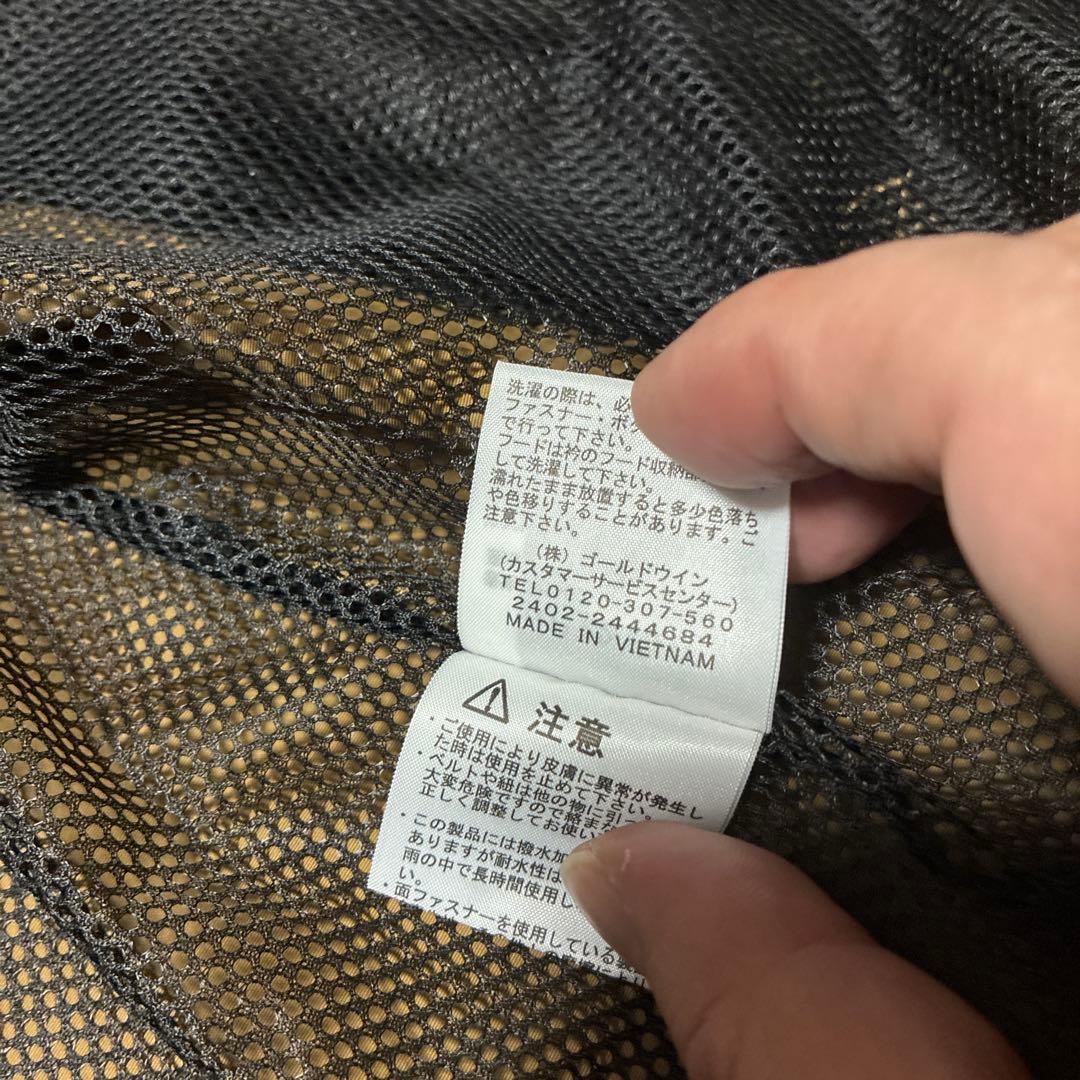 洗濯の際は、必
ファスナー、ボ
で行って下さい。
フードは衿のフード収納
して洗濯して下さい。
濡れたまま放置すると多少色落ち
や色移りすることがあります。ご
注意下さい。
(株) ゴールドウイン
(カスタマーサービスセンター)
TEL0120-307-560
2402-2444684
MADE IN VIETNAM
注意
・ご使用により皮膚に異常が発生し
た時は使用を止めて下さい。
・ベルトや紐は他の物に引
大変危険ですので絡ま
正しく調整してお使い
・この製品には撥水加
ありますが耐水性は
雨の中で長時間使用し
い。
・面ファスナーを使用している